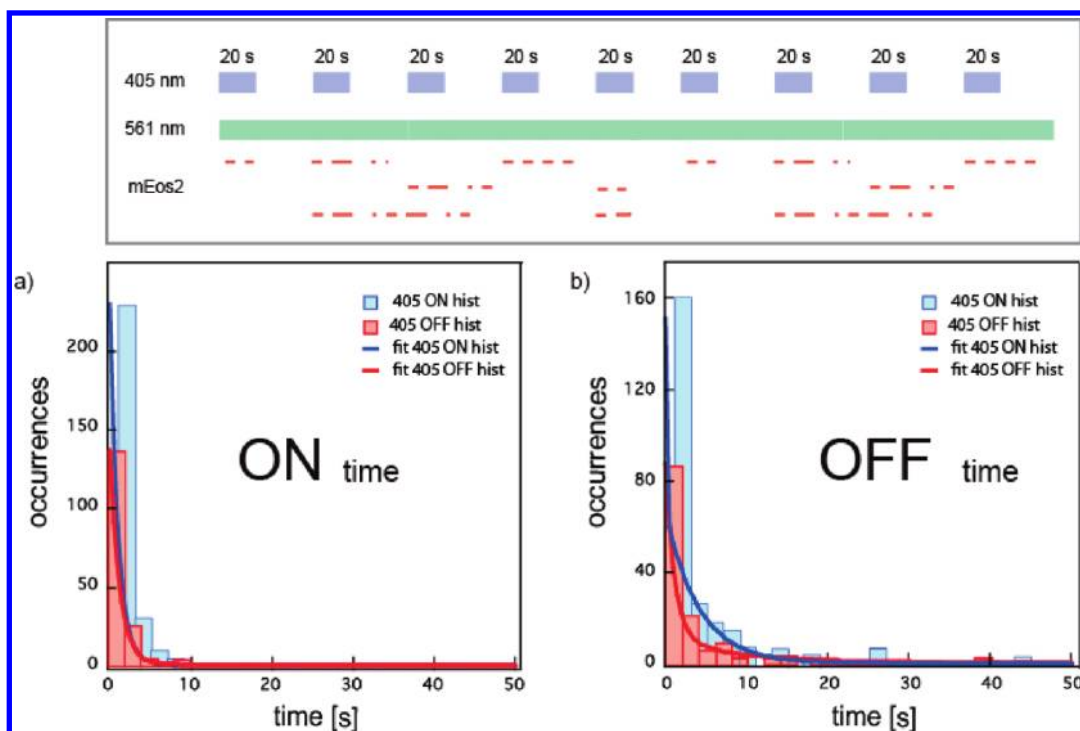 20 s 20 s 20 s 20 s 20 s 20 s 20 s 20 s 20 s
405 nm
561 nm
mEos2
a)
405 ON hist
405 OFF hist
fit 405 ON hist
fit 405 OFF hist
200
150
100
50
0
occurrences
ON time
0 10 20 30 40 50
time [s]
b)
405 ON hist
405 OFF hist
fit 405 ON hist
fit 405 OFF hist
160
120
80
40
0
occurrences
OFF time
0 10 20 30 40 50
time [s]